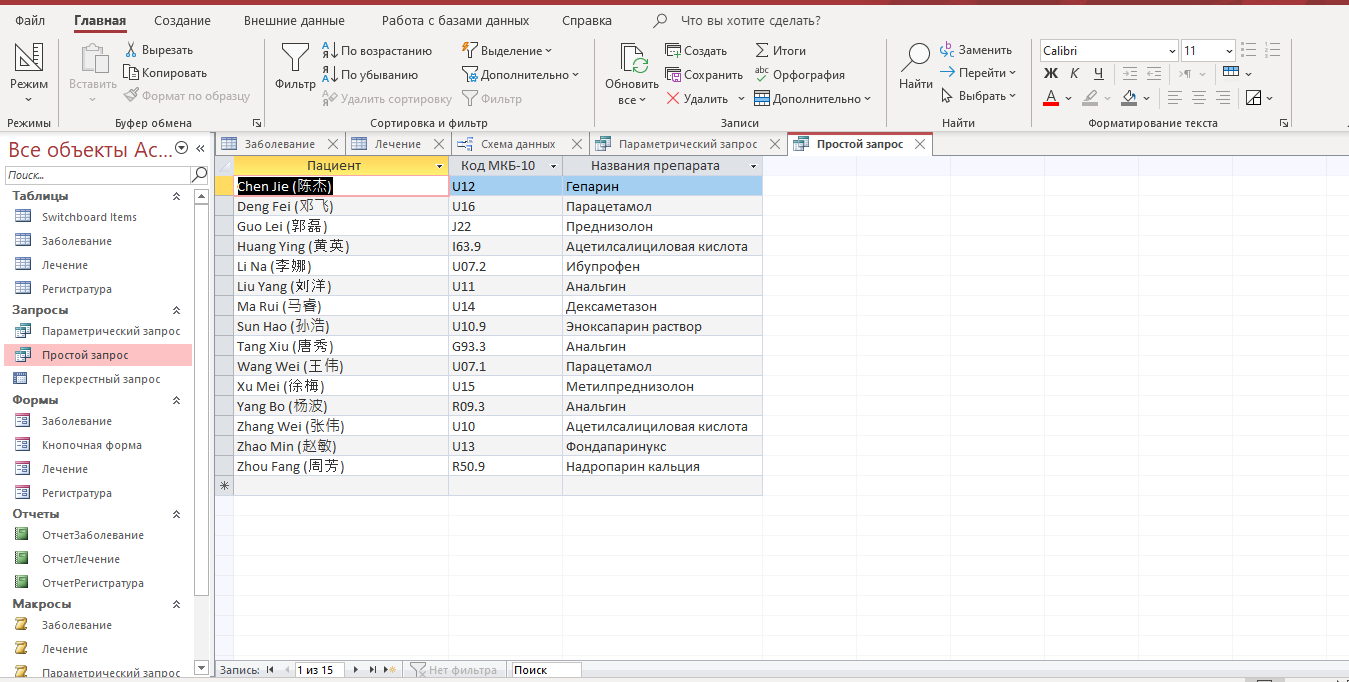 Файл Главная Создание Внешние данные Работа с базами данных Справка Что вы хотите сделать?
Режим
Режимы
Вставить
Вырезать
Копировать
Формат по образцу
Буфер обмена
Фильтр
По возрастанию
По убыванию
Удалить сортировку
Выделение
Дополнительно
Фильтр
Сортировка и фильтр
Обновить
все
Создать
Сохранить
Удалить
Итоги
Орфография
Дополнительно
Записи
Найти
Заменить
Перейти
Выбрать
Найти
Calibri 11
Ж К Ч
Форматирование текста
Все объекты Ac...
Поиск...
Таблицы
Switchboard Items
Заболевание
Лечение
Регистратура
Запросы
Параметрический запрос
Простой запрос
Перекрестный запрос
Формы
Заболевание
Кнопочная форма
Лечение
Регистратура
Отчеты
ОтчетЗаболевание
ОтчетЛечение
ОтчетРегистратура
Макросы
Заболевание
Лечение
Параметрический запрос
Заболевание Лечение Схема данных Параметрический запрос Простой запрос
Пациент Код МКБ-10 Названия препарата
Chen Jie (陈杰) U12 Гепарин
Deng Fei (邓飞) U16 Парацетамол
Guo Lei (郭磊) J22 Преднизолон
Huang Ying (黄英) I63.9 Ацетилсалициловая кислота
Li Na (李娜) U07.2 Ибупрофен
Liu Yang (刘洋) U11 Анальгин
Ma Rui (马睿) U14 Дексаметазон
Sun Hao (孙浩) U10.9 Эноксапарин раствор
Tang Xiu (唐秀) G93.3 Анальгин
Wang Wei (王伟) U07.1 Парацетамол
Xu Mei (徐梅) U15 Метилпреднизолон
Yang Bo (杨波) R09.3 Анальгин
Zhang Wei (张伟) U10 Ацетилсалициловая кислота
Zhao Min (赵敏) U13 Фондапаринукс
Zhou Fang (周芳) R50.9 Надропарин кальция
Запись: 1 из 15 Нет фильтра Поиск